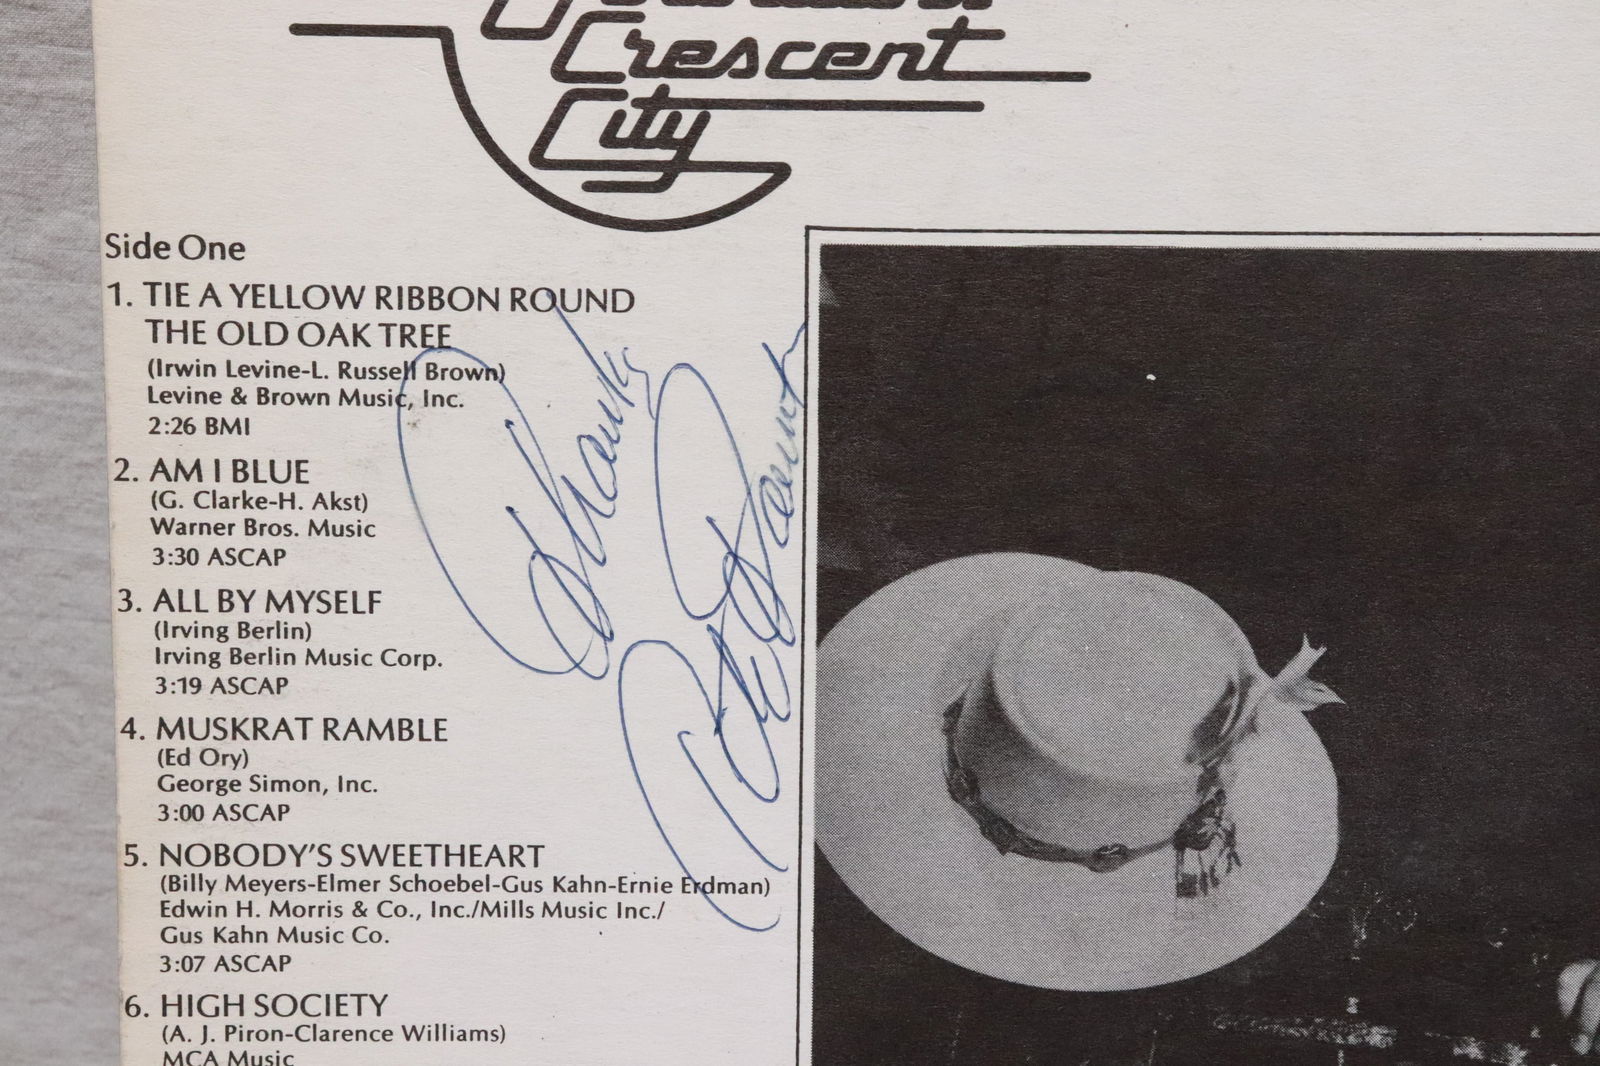 Crescent
City
Side One
1. TIE A YELLOW RIBBON ROUND
THE OLD OAK TREE
(Irwin Levine-L. Russell Brown)
Levine & Brown Music, Inc.
2:26 BMI
2. AM I BLUE
(G. Clarke-H. Akst)
Warner Bros. Music
3:30 ASCAP
3. ALL BY MYSELF
(Irving Berlin)
Irving Berlin Music Corp.
3:19 ASCAP
4. MUSKRAT RAMBLE
(Ed Ory)
George Simon, Inc.
3:00 ASCAP
5. NOBODY'S SWEETHEART
(Billy Meyers-Elmer Schoebel-Gus Kahn-Ernie Erdman)
Edwin H. Morris & Co., Inc./Mills Music Inc./
Gus Kahn Music Co.
3:07 ASCAP
6. HIGH SOCIETY
(A. J. Piron-Clarence Williams)
MCA Music
Thanks